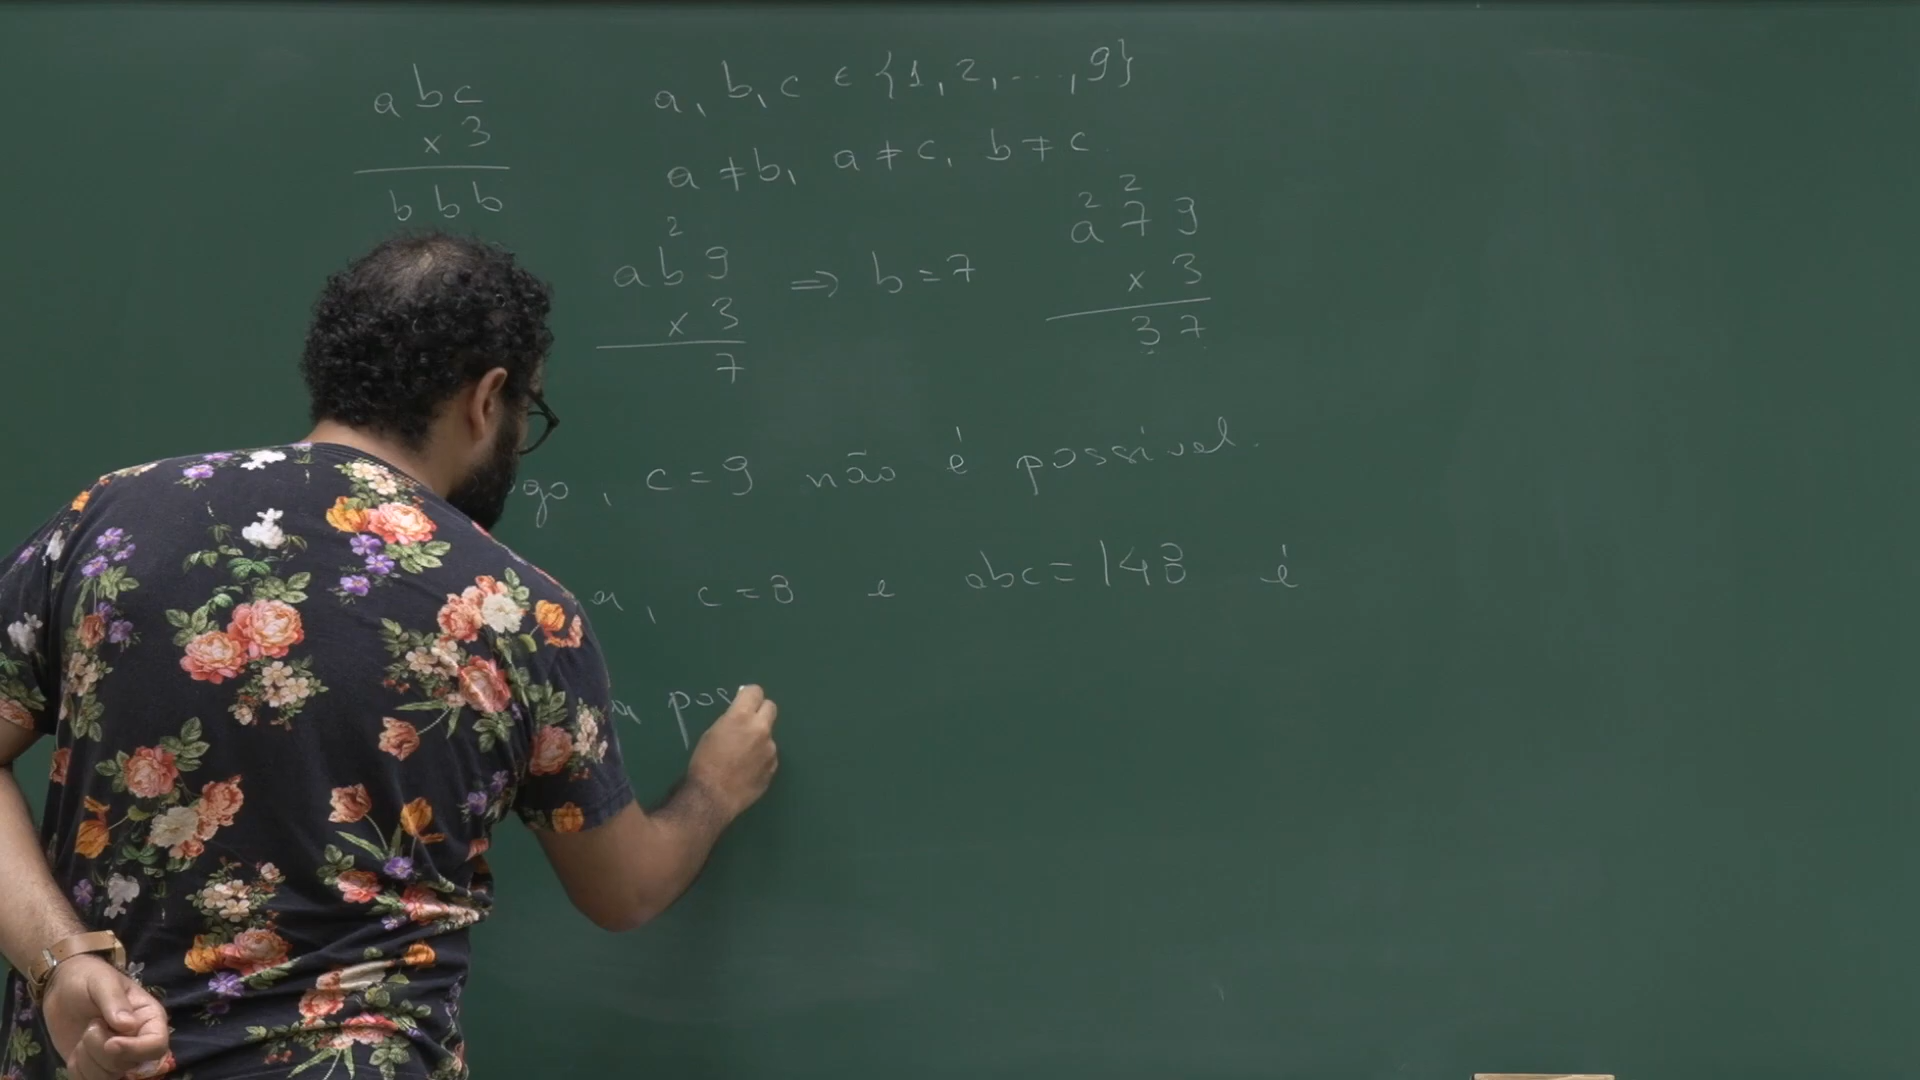 abc
x 3
bbb
a, b, c ∈ {1, 2, ..., 9}
a ≠ b, a ≠ c, b ≠ c.
2
ab9
x 3
7
⇒ b = 7
2 2
a79
x 3
37
, c = 9 não é possível.
, c = 8 e abc = 148 é